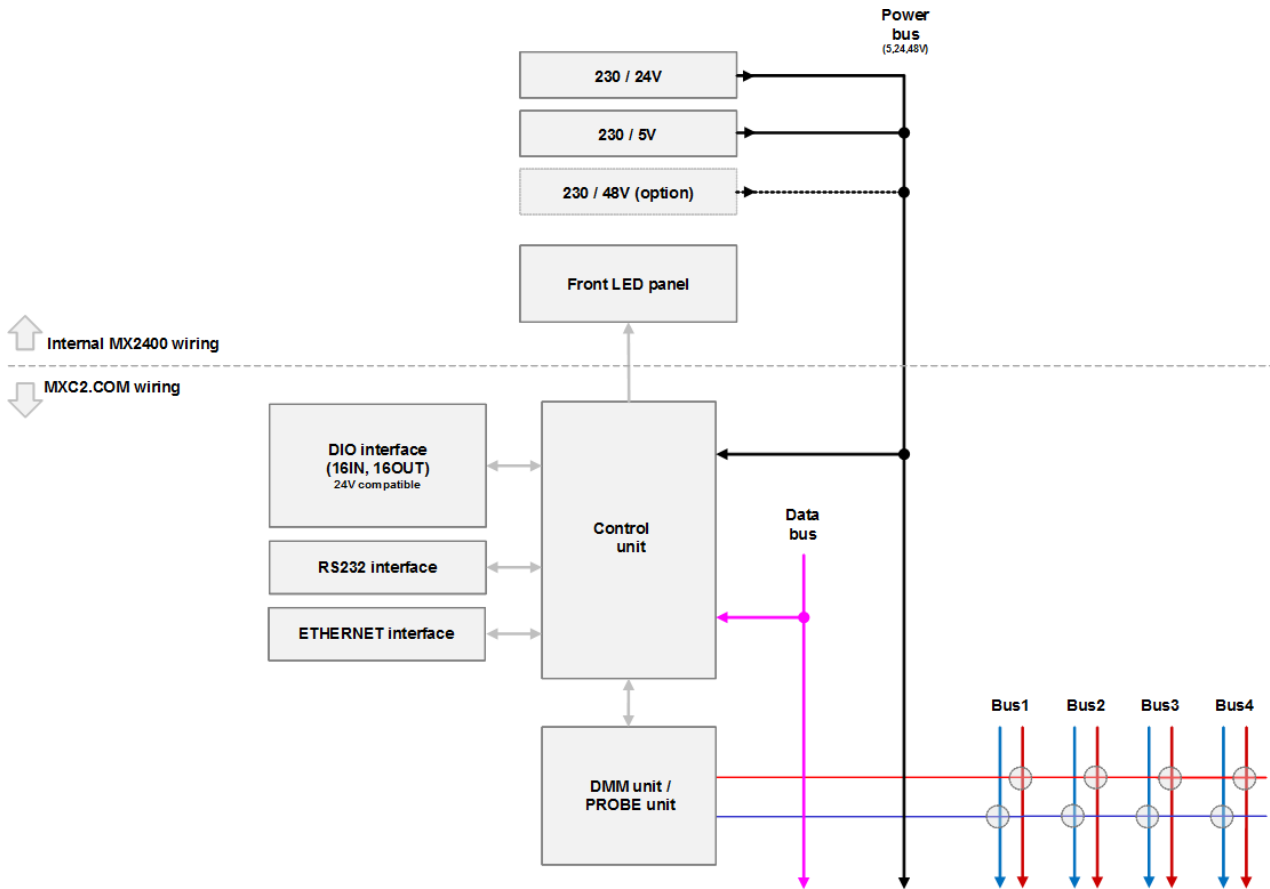 Power
bus
(5,24,48V)
230 / 24V
230 / 5V
230 / 48V (option)
Front LED panel
Internal MX2400 wiring
MXC2.COM wiring
DIO interface
(16IN, 16OUT)
24V compatible
Control
unit
Data
bus
RS232 interface
ETHERNET interface
Bus1
Bus2
Bus3
Bus4
DMM unit /
PROBE unit